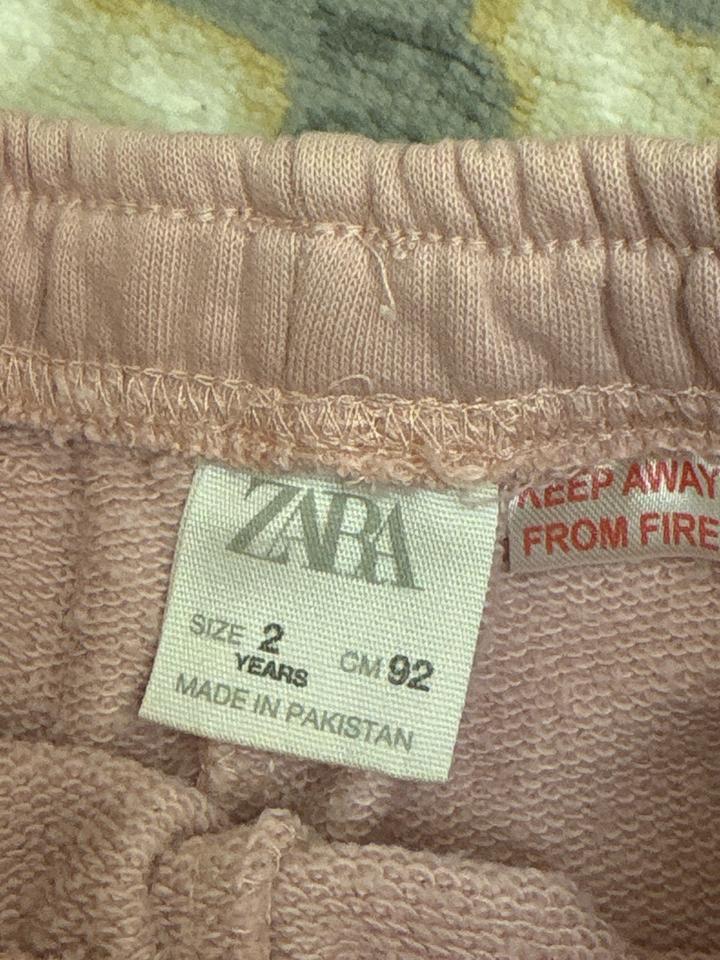 ZARA
SIZE 2 CM 92
YEARS
MADE IN PAKISTAN
KEEP AWAY
FROM FIRE